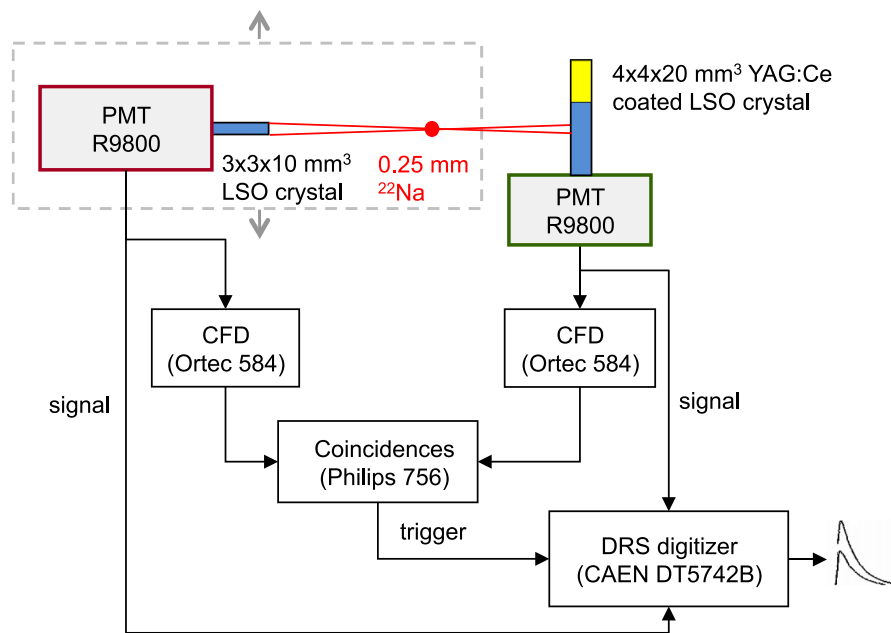 PMT
R9800
3x3x10 mm³
LSO crystal
0.25 mm
²²Na
4x4x20 mm³ YAG:Ce
coated LSO crystal
PMT
R9800
CFD
(Ortec 584)
CFD
(Ortec 584)
signal
signal
Coincidences
(Philips 756)
trigger
DRS digitizer
(CAEN DT5742B)